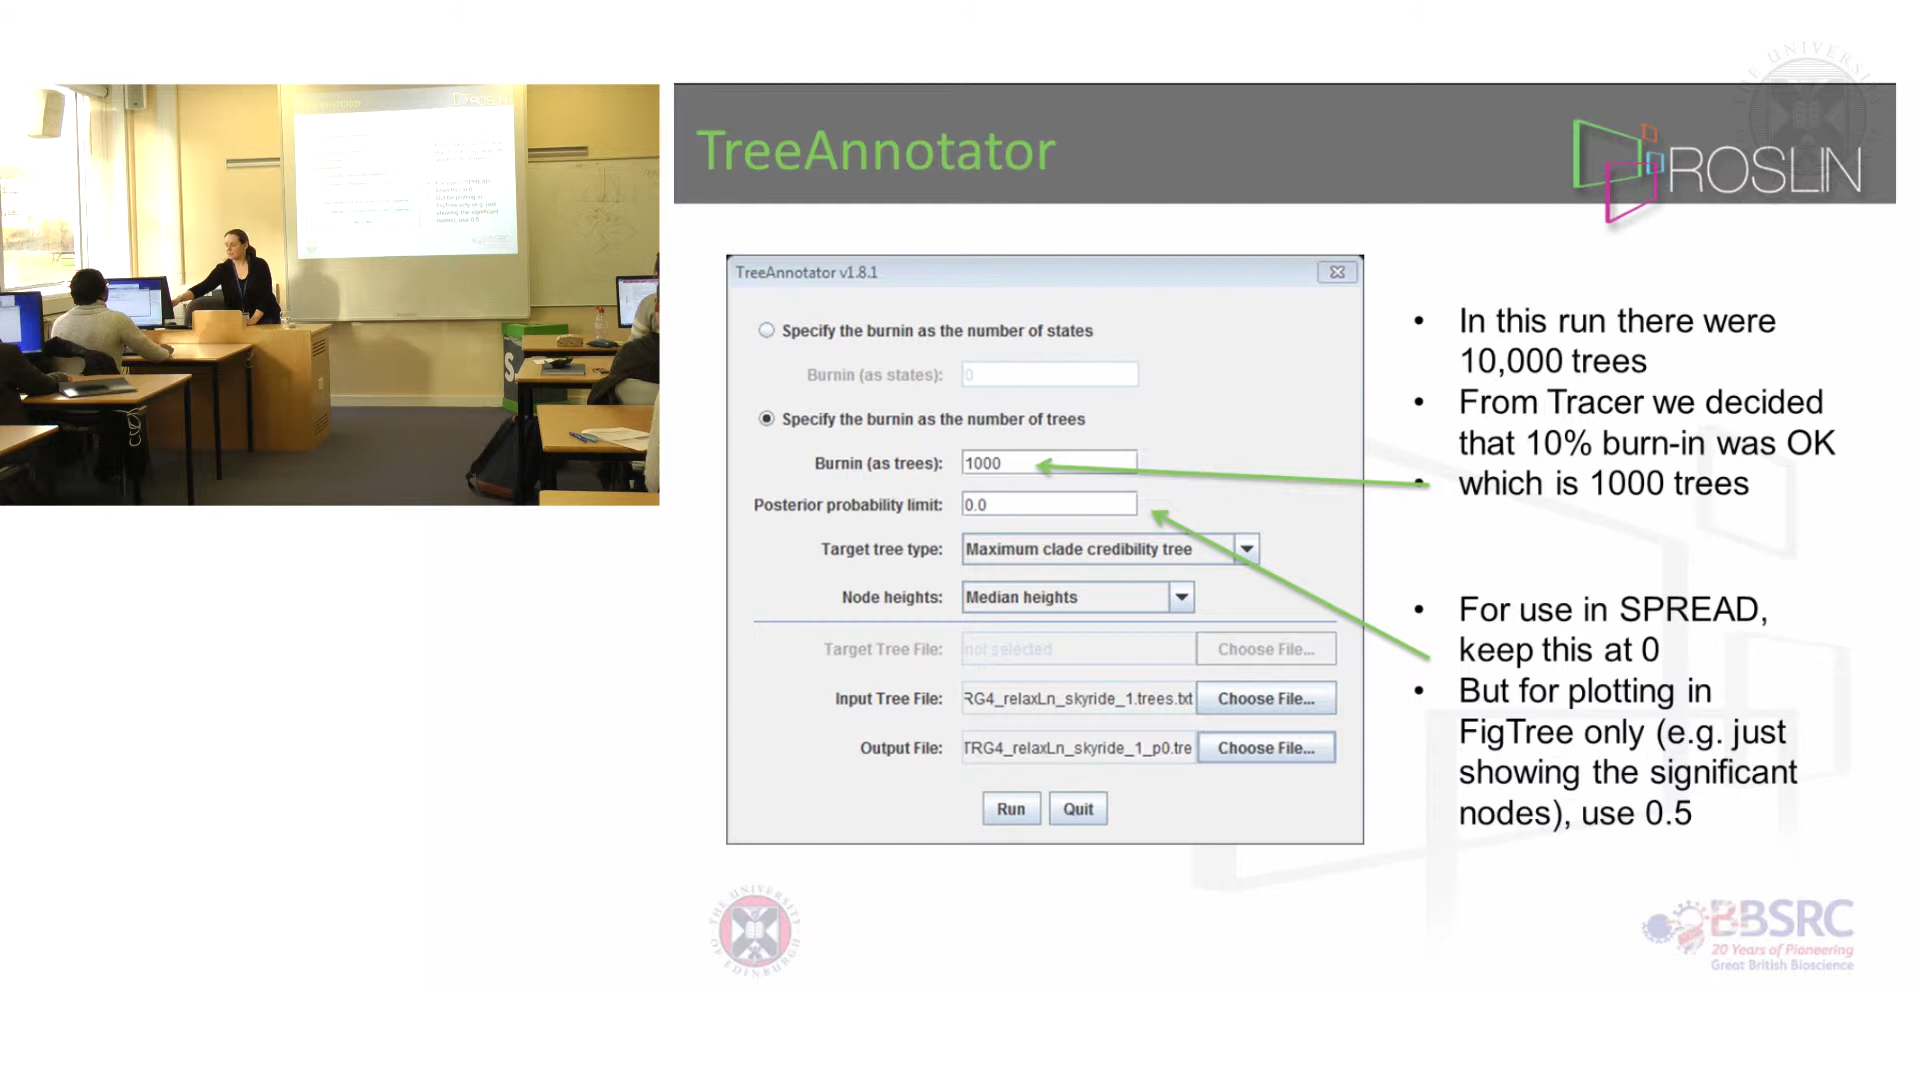 TreeAnnotator
ROSLIN
TreeAnnotator v1.8.1
Specify the burnin as the number of states
Burnin (as states): 0
Specify the burnin as the number of trees
Burnin (as trees): 1000
Posterior probability limit: 0.0
Target tree type: Maximum clade credibility tree
Node heights: Median heights
Target Tree File: not selected Choose File...
Input Tree File: RG4_relaxLn_skyride_1.trees.txt Choose File...
Output File: TRG4_relaxLn_skyride_1_p0.tre Choose File...
Run Quit
• In this run there were
10,000 trees
• From Tracer we decided
that 10% burn-in was OK
• which is 1000 trees
• For use in SPREAD,
keep this at 0
• But for plotting in
FigTree only (e.g. just
showing the significant
nodes), use 0.5
THE UNIVERSITY
OF EDINBURGH
BBSRC
20 Years of Pioneering
Great British Bioscience